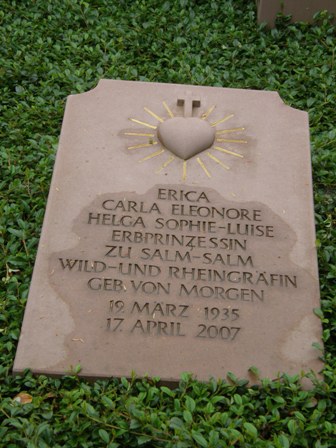 ERICA
CARLA ELEONORE
HELGA SOPHIE-LUISE
ERBPRINZESSIN
ZU SALM-SALM
WILD-UND RHEINGRÄFIN
GEB. VON MORGEN
19. MÄRZ 1935
17. APRIL 2007